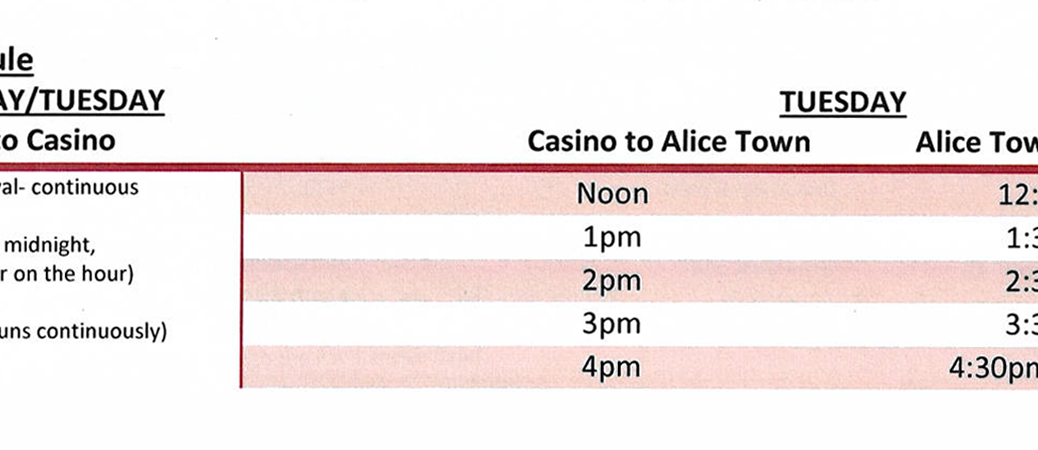 ule
AY/TUESDAY
TUESDAY
to Casino
Casino to Alice Town
Alice Tow
val- continuous
midnight,
r on the hour)
uns continuously)
Noon
12:
1pm
1:3
2pm
2:3
3pm
3:3
4pm
4:30pm